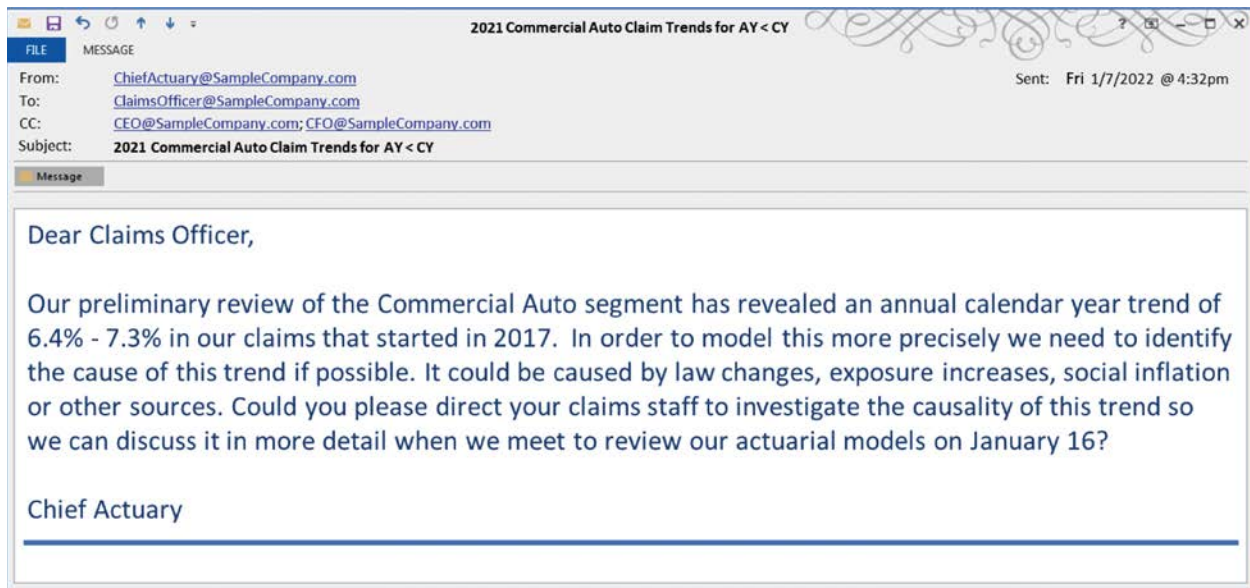 2021 Commercial Auto Claim Trends for AY < CY
FILE MESSAGE
From: ChiefActuary@SampleCompany.com Sent: Fri 1/7/2022 @ 4:32pm
To: ClaimsOfficer@SampleCompany.com
CC: CEO@SampleCompany.com; CFO@SampleCompany.com
Subject: 2021 Commercial Auto Claim Trends for AY < CY
Message
Dear Claims Officer,
Our preliminary review of the Commercial Auto segment has revealed an annual calendar year trend of
6.4% - 7.3% in our claims that started in 2017. In order to model this more precisely we need to identify
the cause of this trend if possible. It could be caused by law changes, exposure increases, social inflation
or other sources. Could you please direct your claims staff to investigate the causality of this trend so
we can discuss it in more detail when we meet to review our actuarial models on January 16?
Chief Actuary